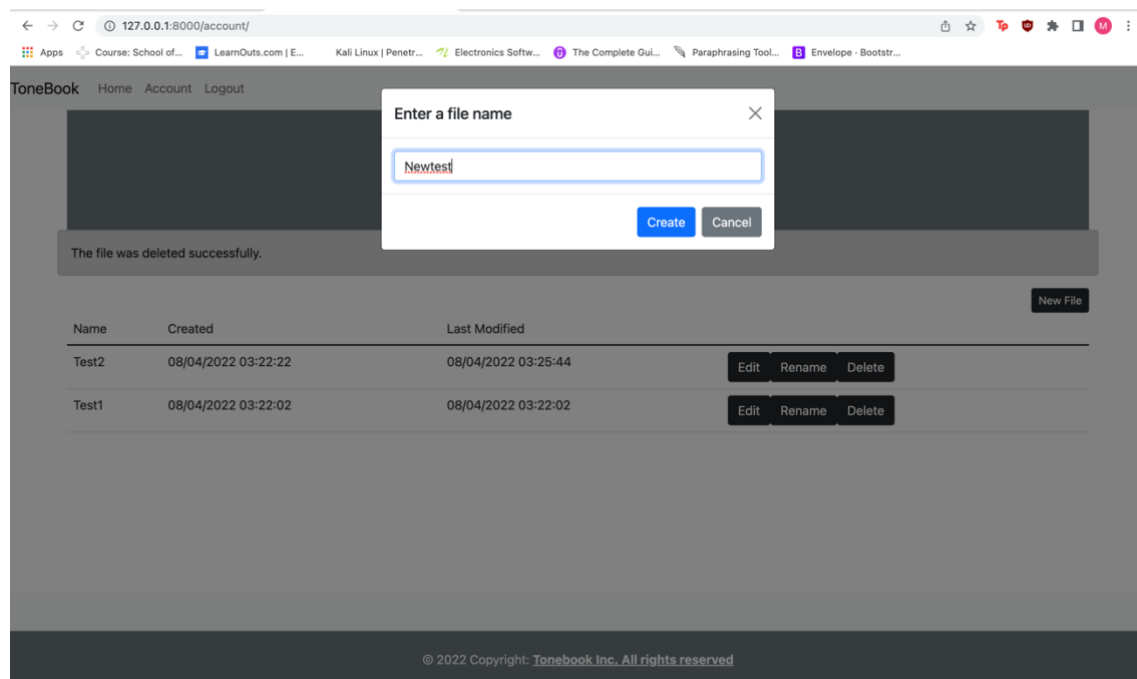 127.0.0.1:8000/account/
Apps Course: School of... LearnOuts.com | E... Kali Linux | Penetr... Electronics Softw... The Complete Gui... Paraphrasing Tool... B Envelope · Bootstr...
ToneBook Home Account Logout
Enter a file name
Newtest
Create Cancel
The file was deleted successfully.
New File
Name Created Last Modified
Test2 08/04/2022 03:22:22 08/04/2022 03:25:44 Edit Rename Delete
Test1 08/04/2022 03:22:02 08/04/2022 03:22:02 Edit Rename Delete
© 2022 Copyright: Tonebook Inc. All rights reserved